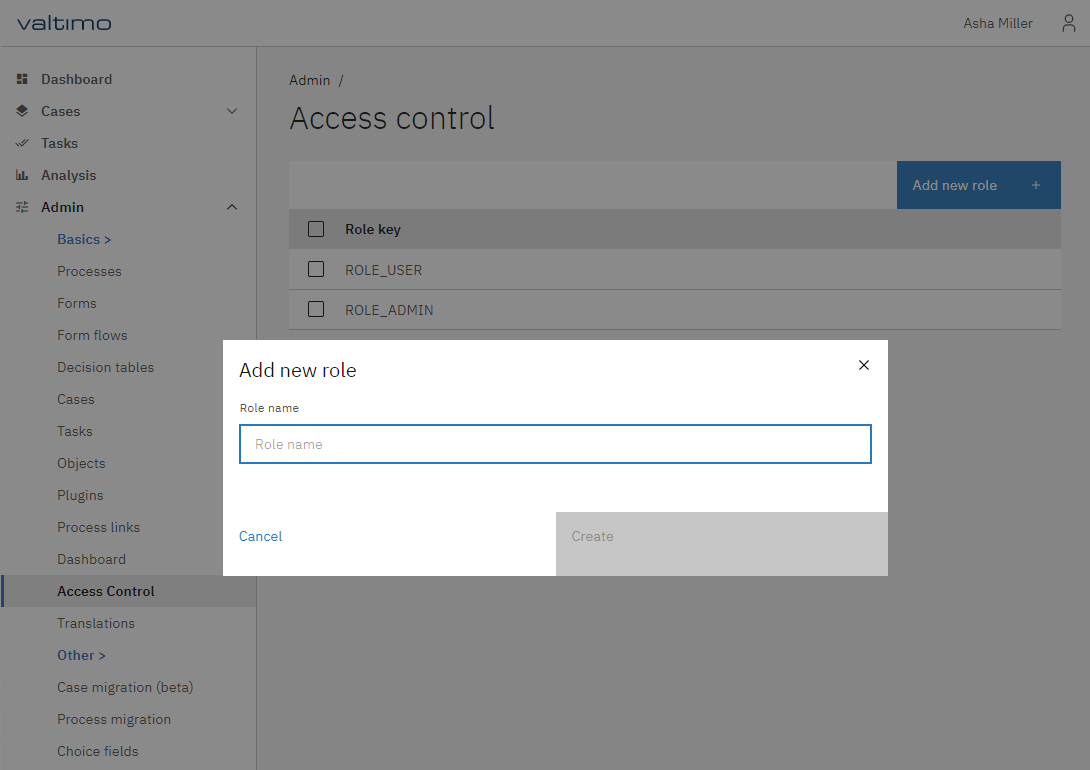 valtimo
Asha Miller
Dashboard
Cases
Tasks
Analysis
Admin
Basics >
Processes
Forms
Form flows
Decision tables
Cases
Tasks
Objects
Plugins
Process links
Dashboard
Access Control
Translations
Other >
Case migration (beta)
Process migration
Choice fields
Admin /
Access control
Add new role +
Role key
ROLE_USER
ROLE_ADMIN
Add new role
Role name
Role name
Cancel
Create